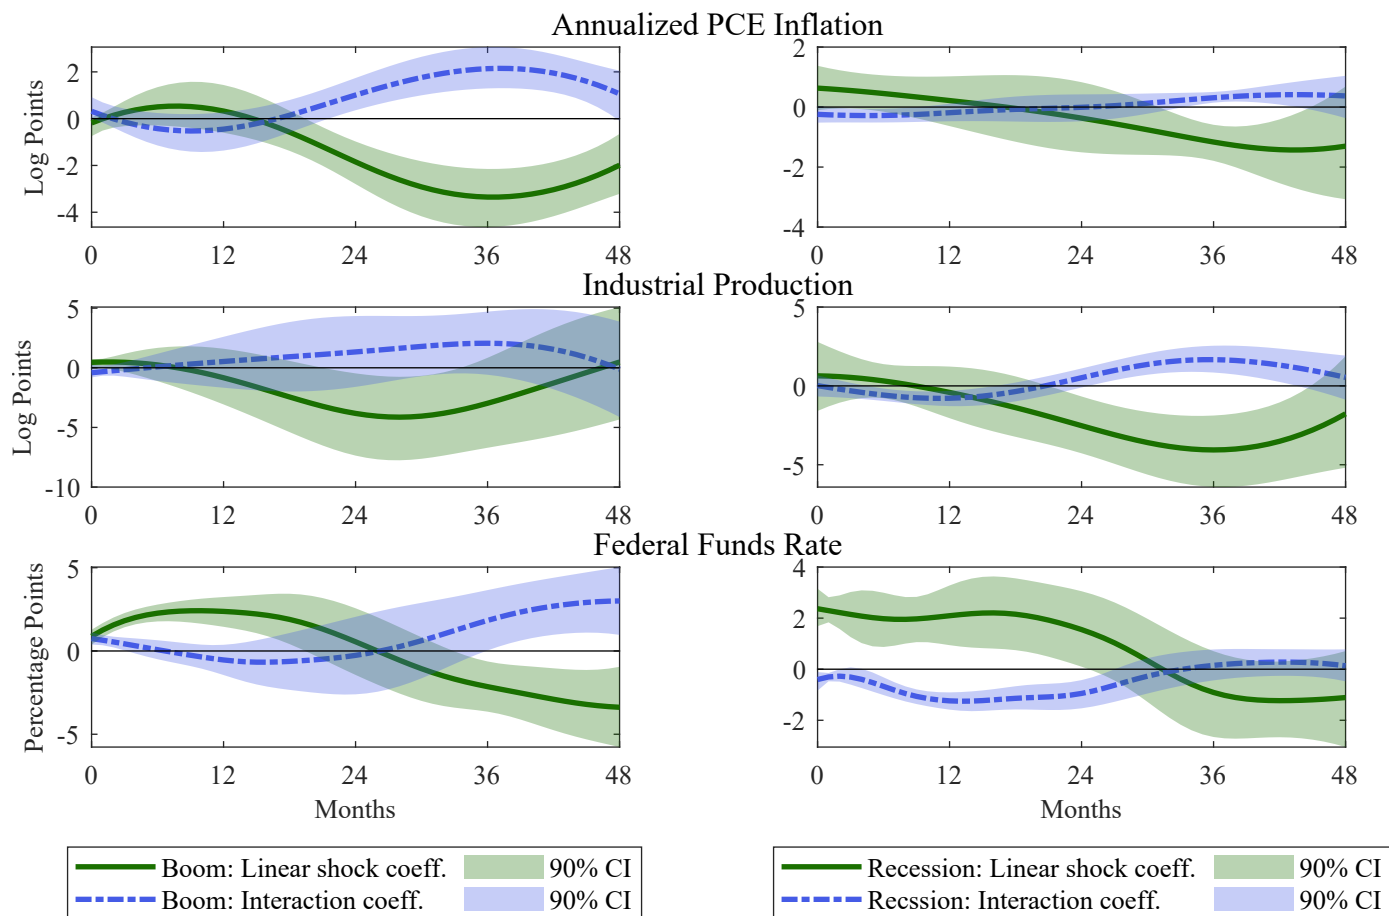 Annualized PCE Inflation
Log Points
2
0
-2
-4
0 12 24 36 48
2
0
-2
-4
0 12 24 36 48
Industrial Production
Log Points
5
0
-5
-10
0 12 24 36 48
5
0
-5
0 12 24 36 48
Federal Funds Rate
Percentage Points
5
0
-5
0 12 24 36 48
Months
4
2
0
-2
0 12 24 36 48
Months
Boom: Linear shock coeff. 90% CI
Boom: Interaction coeff. 90% CI
Recession: Linear shock coeff. 90% CI
Recssion: Interaction coeff. 90% CI